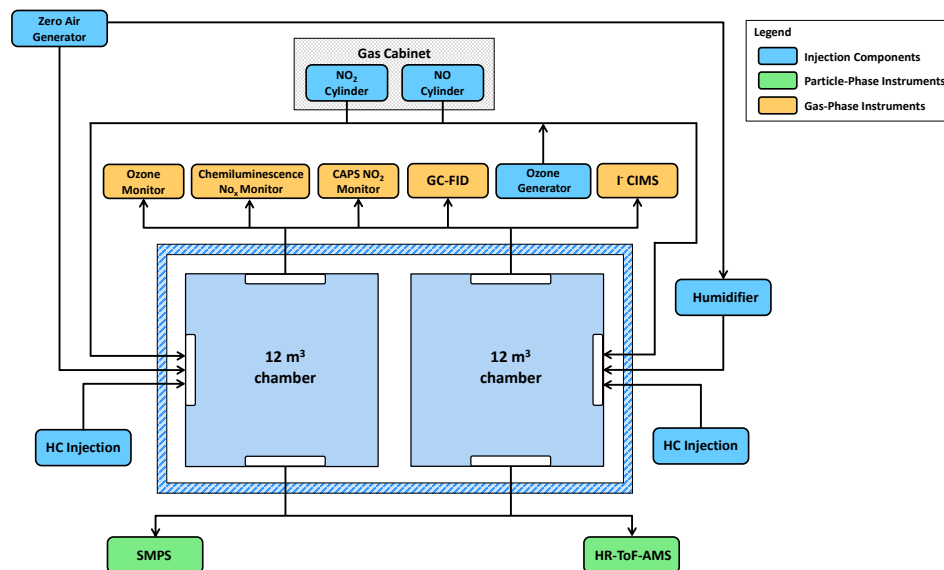 Zero Air
Generator
Gas Cabinet
NO₂
Cylinder
NO
Cylinder
Legend
Injection Components
Particle-Phase Instruments
Gas-Phase Instruments
Ozone
Monitor
Chemiluminescence
Noₓ Monitor
CAPS NO₂
Monitor
GC-FID
Ozone
Generator
I⁻ CIMS
Humidifier
12 m³
chamber
12 m³
chamber
HC Injection
HC Injection
SMPS
HR-ToF-AMS